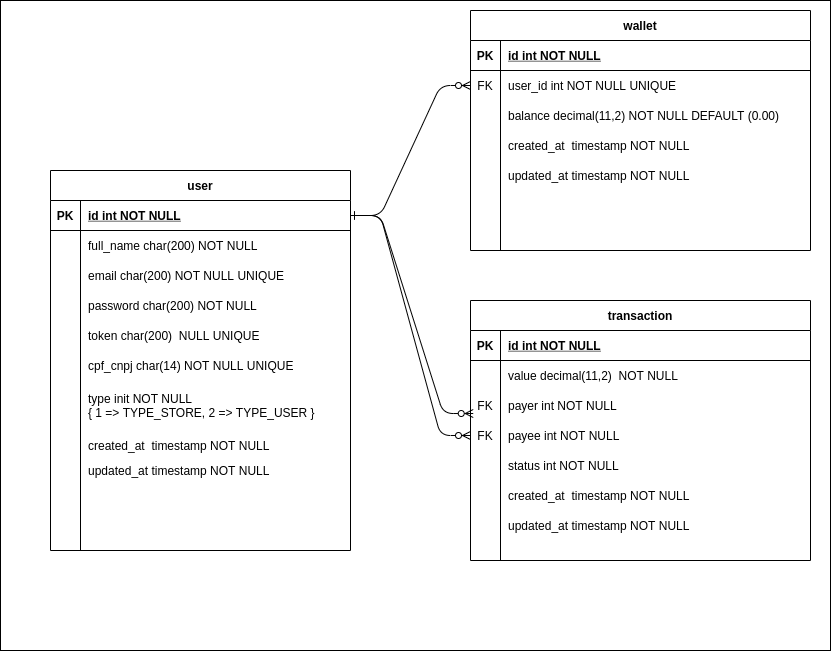 wallet
PK id int NOT NULL
FK user_id int NOT NULL UNIQUE
balance decimal(11,2) NOT NULL DEFAULT (0.00)
created_at timestamp NOT NULL
updated_at timestamp NOT NULL
user
PK id int NOT NULL
full_name char(200) NOT NULL
email char(200) NOT NULL UNIQUE
password char(200) NOT NULL
token char(200) NULL UNIQUE
cpf_cnpj char(14) NOT NULL UNIQUE
type init NOT NULL
{ 1 => TYPE_STORE, 2 => TYPE_USER }
created_at timestamp NOT NULL
updated_at timestamp NOT NULL
transaction
PK id int NOT NULL
value decimal(11,2) NOT NULL
FK payer int NOT NULL
FK payee int NOT NULL
status int NOT NULL
created_at timestamp NOT NULL
updated_at timestamp NOT NULL